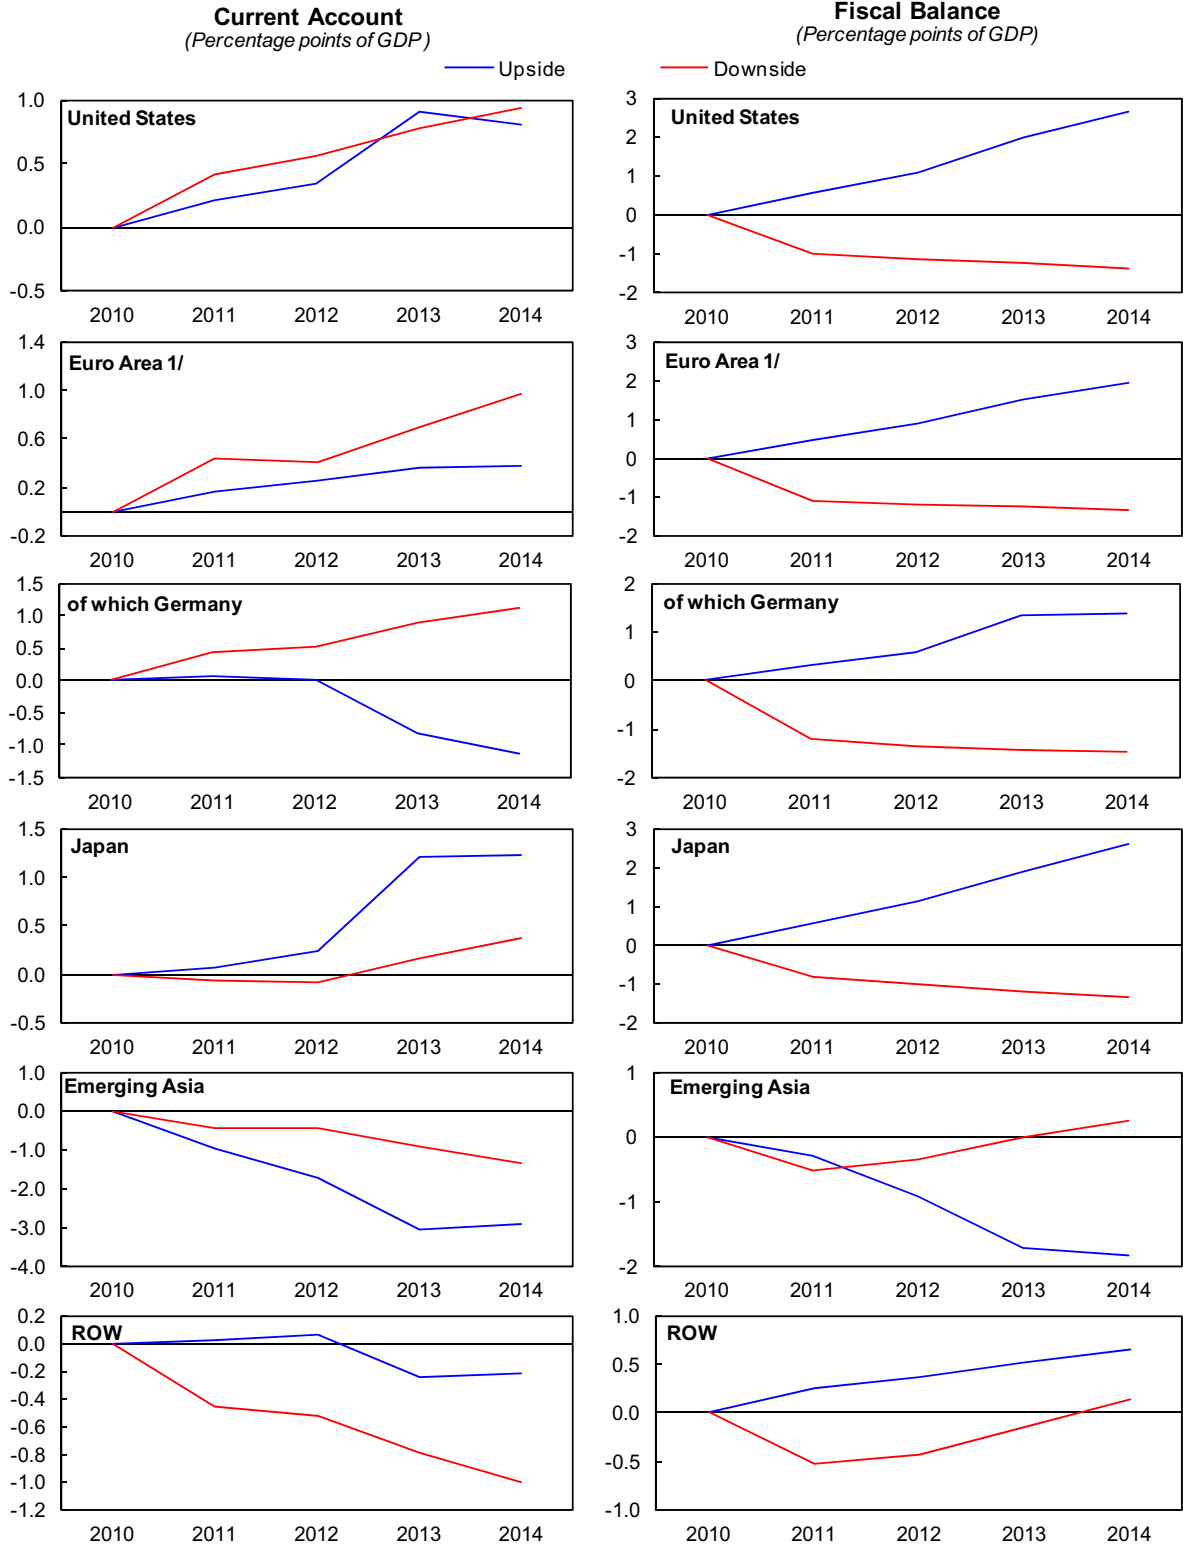 Current Account
(Percentage points of GDP)
Fiscal Balance
(Percentage points of GDP)
Upside
Downside
United States
1.0
0.5
0.0
-0.5
2010 2011 2012 2013 2014
United States
3
2
1
0
-1
-2
2010 2011 2012 2013 2014
Euro Area 1/
1.4
1.0
0.6
0.2
-0.2
2010 2011 2012 2013 2014
Euro Area 1/
3
2
1
0
-1
-2
2010 2011 2012 2013 2014
of which Germany
1.5
1.0
0.5
0.0
-0.5
-1.0
-1.5
2010 2011 2012 2013 2014
of which Germany
2
1
0
-1
-2
2010 2011 2012 2013 2014
Japan
1.5
1.0
0.5
0.0
-0.5
2010 2011 2012 2013 2014
Japan
3
2
1
0
-1
-2
2010 2011 2012 2013 2014
Emerging Asia
1.0
0.0
-1.0
-2.0
-3.0
-4.0
2010 2011 2012 2013 2014
Emerging Asia
1
0
-1
-2
2010 2011 2012 2013 2014
ROW
0.2
0.0
-0.2
-0.4
-0.6
-0.8
-1.0
-1.2
2010 2011 2012 2013 2014
ROW
1.0
0.5
0.0
-0.5
-1.0
2010 2011 2012 2013 2014